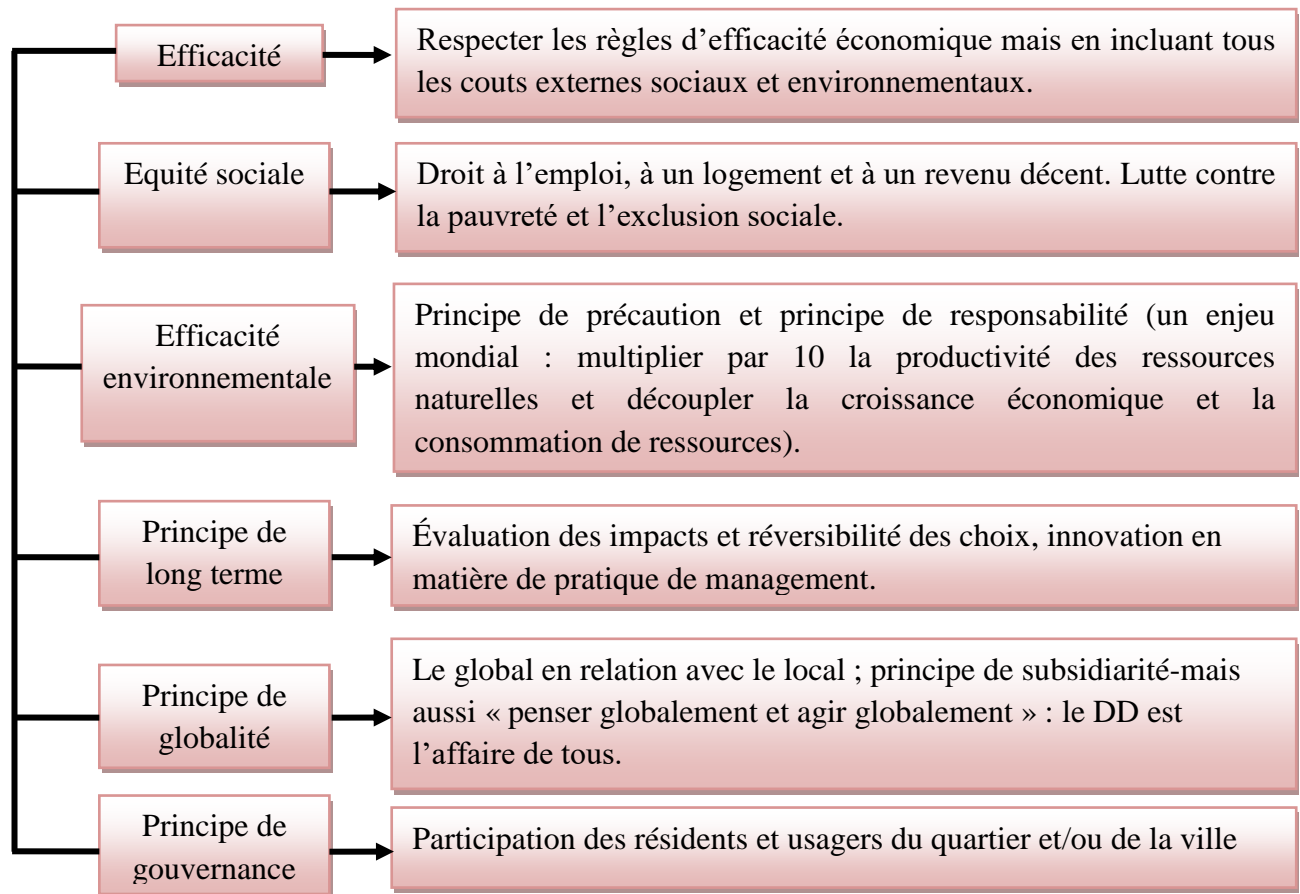 Efficacité
Respecter les règles d’efficacité économique mais en incluant tous
les couts externes sociaux et environnementaux.
Equité sociale
Droit à l’emploi, à un logement et à un revenu décent. Lutte contre
la pauvreté et l’exclusion sociale.
Efficacité
environnementale
Principe de précaution et principe de responsabilité (un enjeu
mondial : multiplier par 10 la productivité des ressources
naturelles et découpler la croissance économique et la
consommation de ressources).
Principe de
long terme
Évaluation des impacts et réversibilité des choix, innovation en
matière de pratique de management.
Principe de
globalité
Le global en relation avec le local ; principe de subsidiarité-mais
aussi « penser globalement et agir globalement » : le DD est
l’affaire de tous.
Principe de
gouvernance
Participation des résidents et usagers du quartier et/ou de la ville